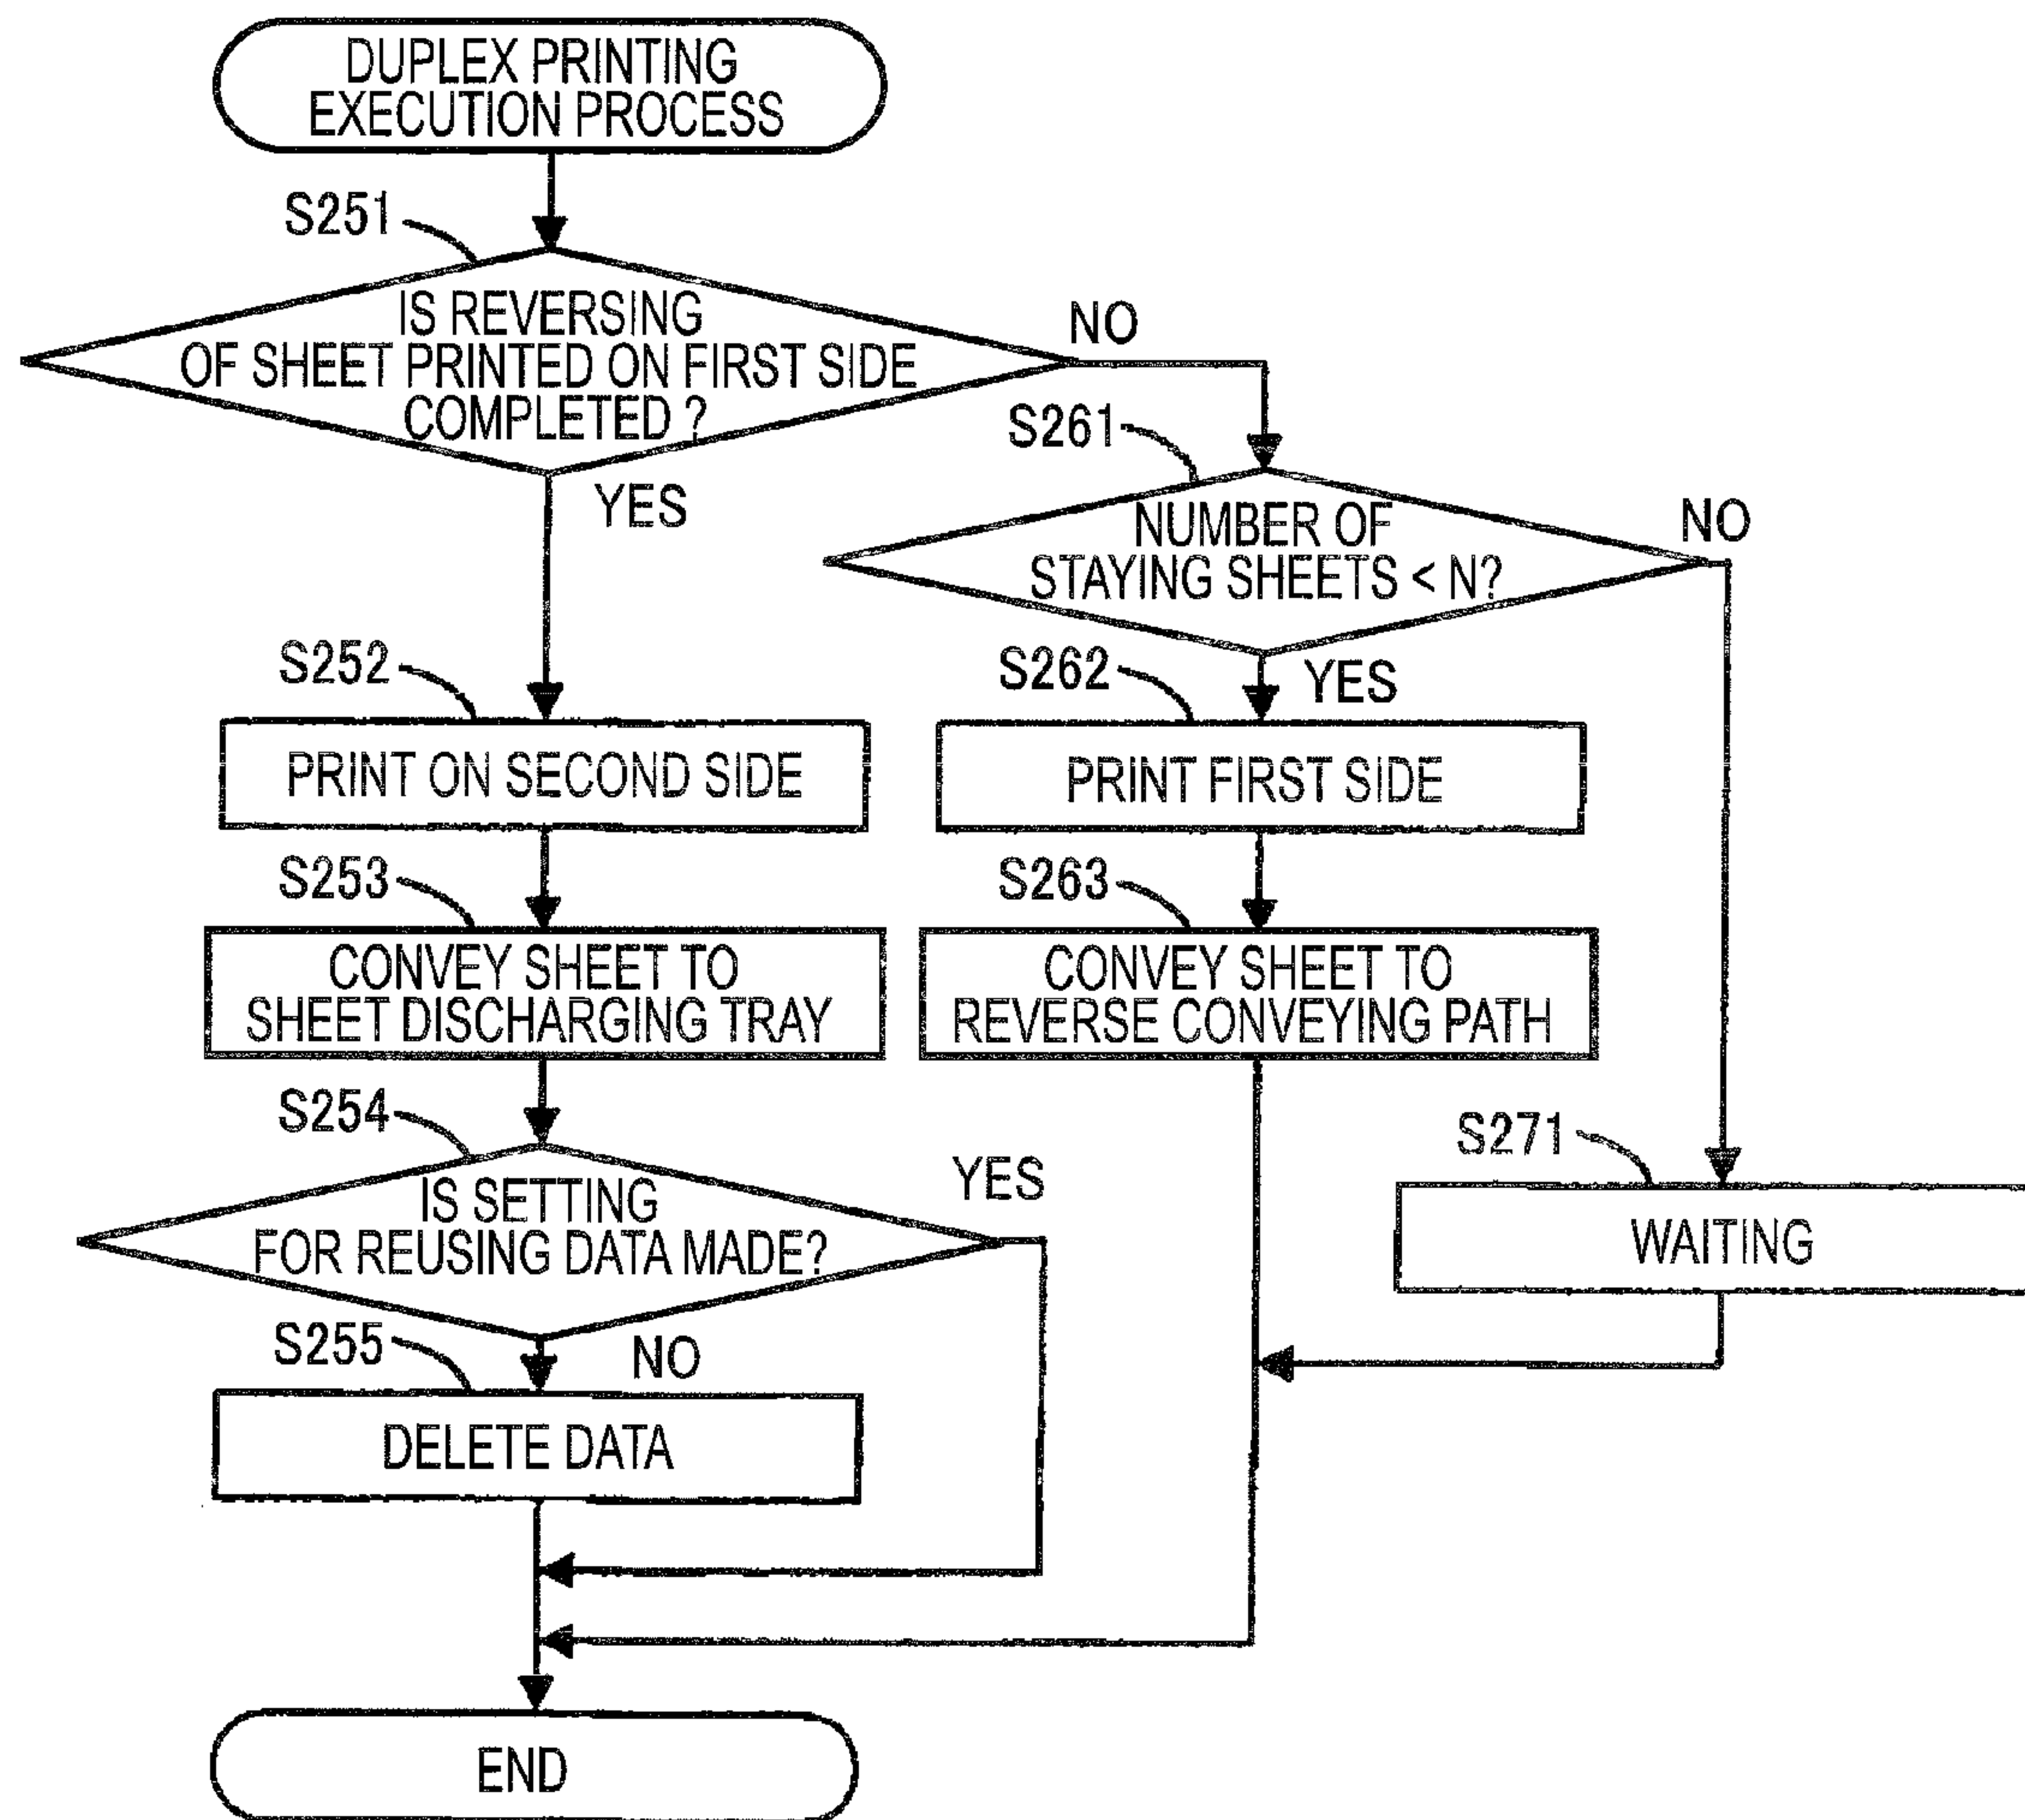 DUPLEX PRINTING
EXECUTION PROCESS
S251
IS REVERSING
OF SHEET PRINTED ON FIRST SIDE
COMPLETED ?
NO
YES
S261
NUMBER OF
STAYING SHEETS < N?
NO
YES
S252
PRINT ON SECOND SIDE
S262
PRINT FIRST SIDE
S253
CONVEY SHEET TO
SHEET DISCHARGING TRAY
S263
CONVEY SHEET TO
REVERSE CONVEYING PATH
S254
IS SETTING
FOR REUSING DATA MADE?
YES
NO
S271
WAITING
S255
DELETE DATA
END